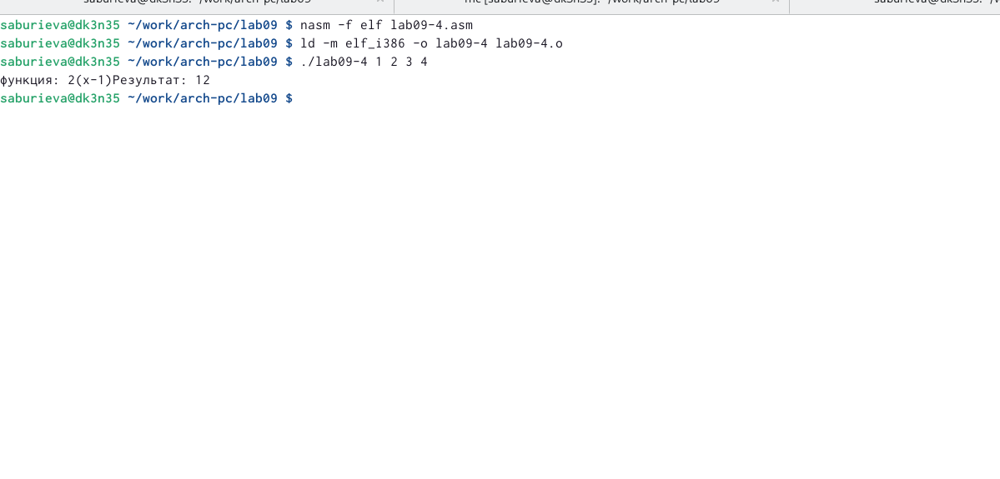 saburieva@dk3n35: ~/work/arch-pc/lab09 mc [saburieva@dk3n35]: ~/work/arch-pc/lab09 saburieva@dk3n35: ~/w
saburieva@dk3n35 ~/work/arch-pc/lab09 $ nasm -f elf lab09-4.asm
saburieva@dk3n35 ~/work/arch-pc/lab09 $ ld -m elf_i386 -o lab09-4 lab09-4.o
saburieva@dk3n35 ~/work/arch-pc/lab09 $ ./lab09-4 1 2 3 4
функция: 2(x-1)Результат: 12
saburieva@dk3n35 ~/work/arch-pc/lab09 $